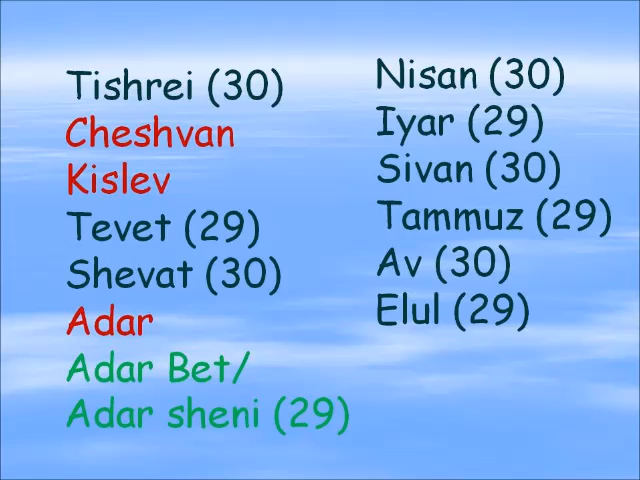 Tishrei (30)
Cheshvan
Kislev
Tevet (29)
Shevat (30)
Adar
Adar Bet/
Adar sheni (29)
Nisan (30)
Iyar (29)
Sivan (30)
Tammuz (29)
Av (30)
Elul (29)